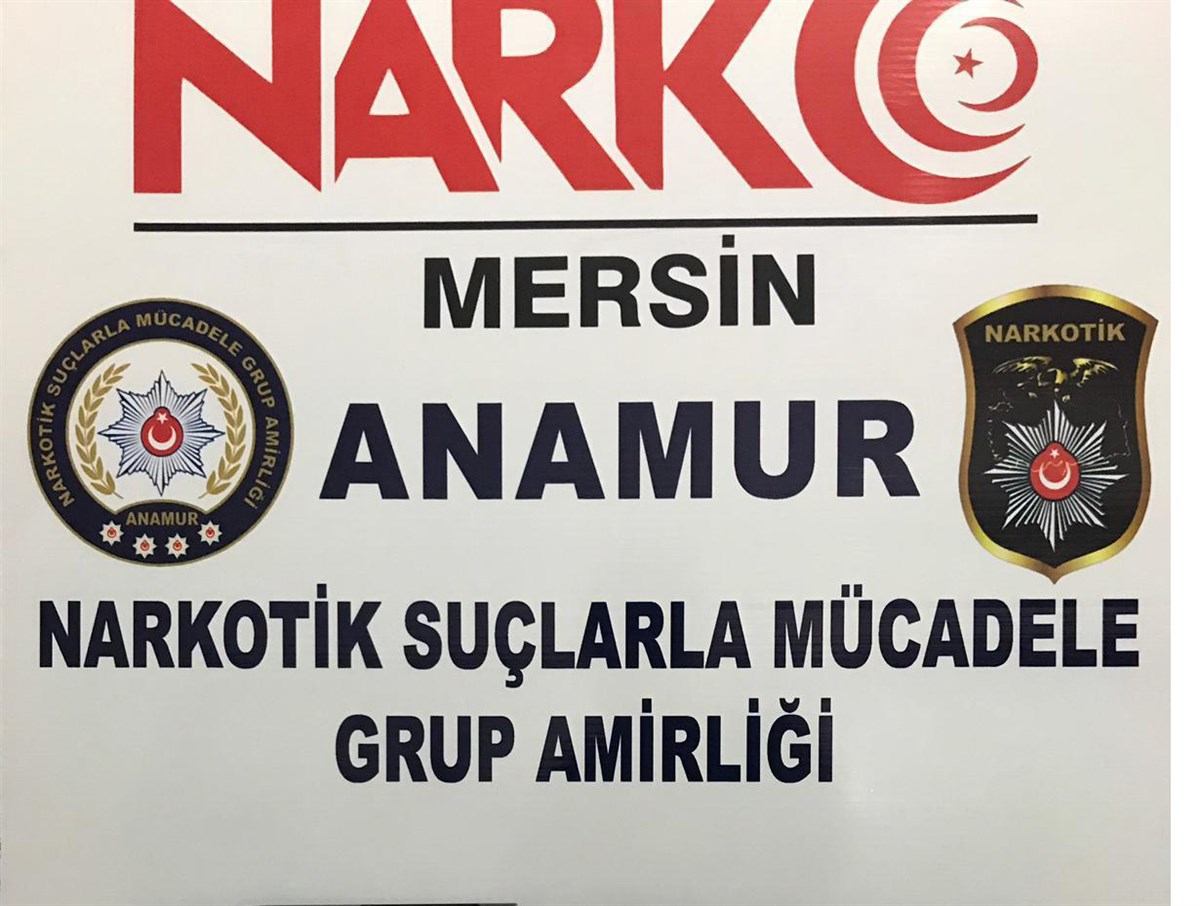 NARKO
MERSİN
NARKOTİK SUÇLARLA MÜCADELE GRUP AMİRLİĞİ
ANAMUR
ANAMUR
NARKOTİK
NARKOTİK SUÇLARLA MÜCADELE
GRUP AMİRLİĞİ